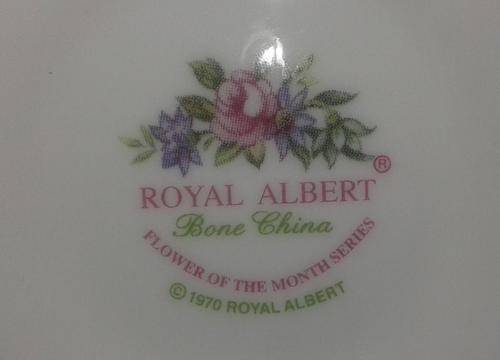 ®
ROYAL ALBERT
Bone China
FLOWER OF THE MONTH SERIES
© 1970 ROYAL ALBERT